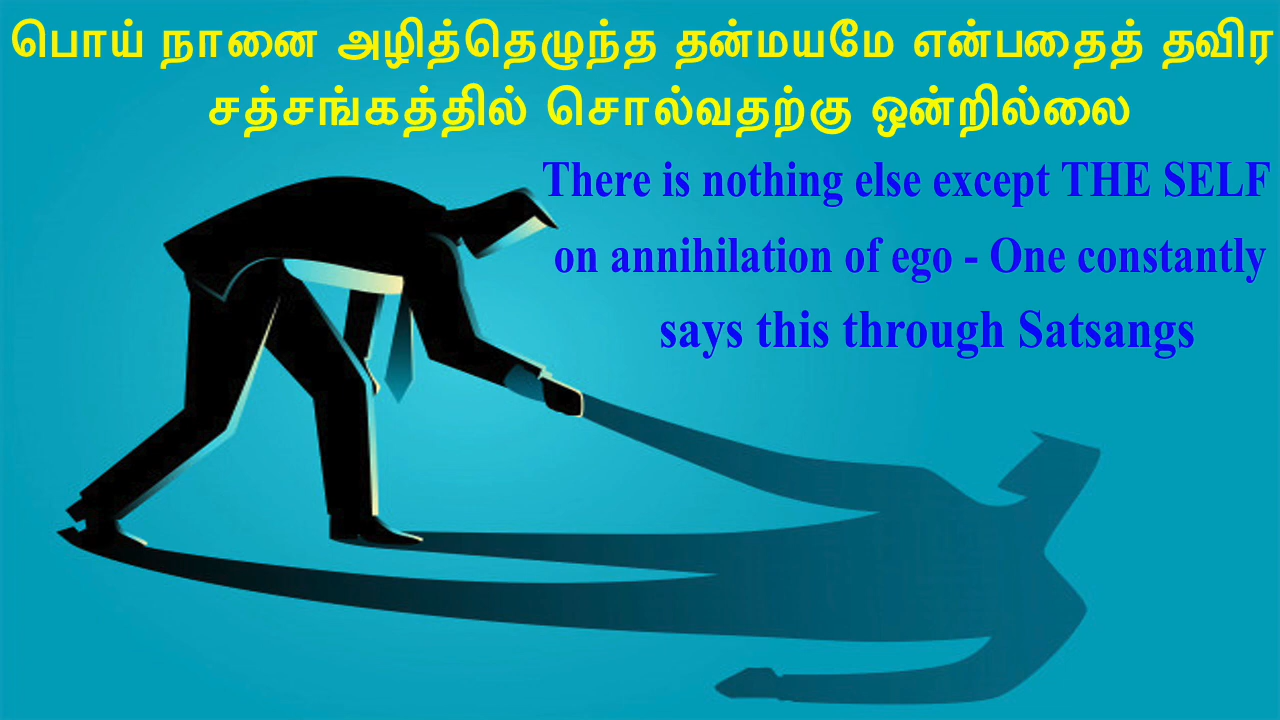 பொய் நானை அழித்தெழுந்த தன்மயமே என்பதைத் தவிர
சத்சங்கத்தில் சொல்வதற்கு ஒன்றில்லை
There is nothing else except THE SELF
on annihilation of ego - One constantly
says this through Satsangs